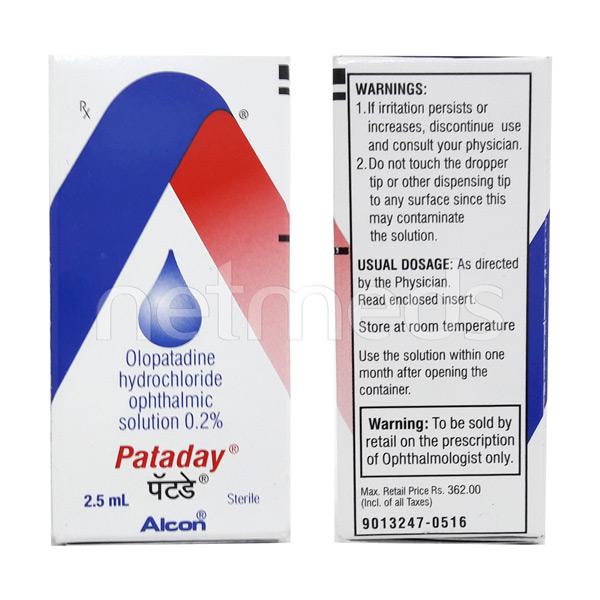 Rx
®
Olopatadine
hydrochloride
ophthalmic
solution 0.2%
Pataday®
पॅटडे®
2.5 mL
Sterile
Alcon®
WARNINGS:
1.If irritation persists or
increases, discontinue use
and consult your physician.
2.Do not touch the dropper
tip or other dispensing tip
to any surface since this
may contaminate
the solution.
USUAL DOSAGE: As directed
by the Physician.
Read enclosed insert.
Store at room temperature
Use the solution within one
month after opening the
container.
Warning: To be sold by
retail on the prescription
of Ophthalmologist only.
Max. Retail Price Rs. 362.00
(Incl. of all Taxes)
9013247-0516
netmeds